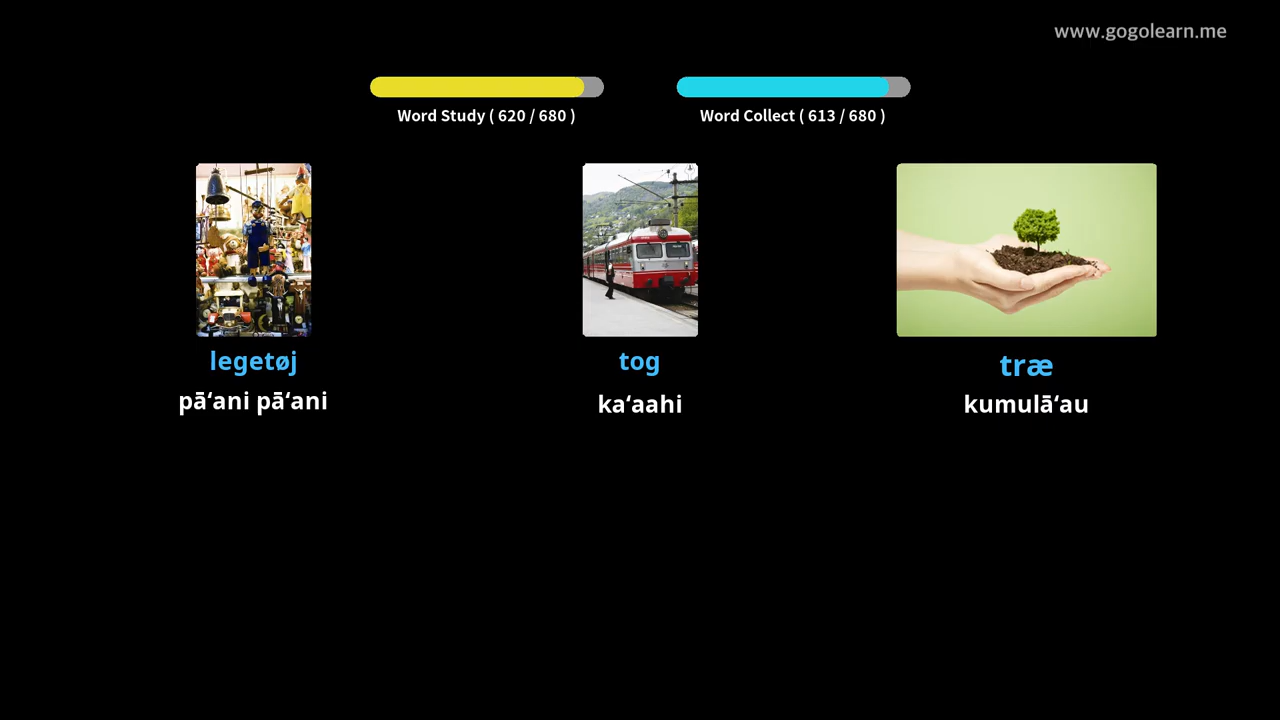 www.gogolearn.me
Word Study ( 620 / 680 )
Word Collect ( 613 / 680 )
legetøj
tog
træ
pāʻani pāʻani
kaʻaahi
kumulāʻau